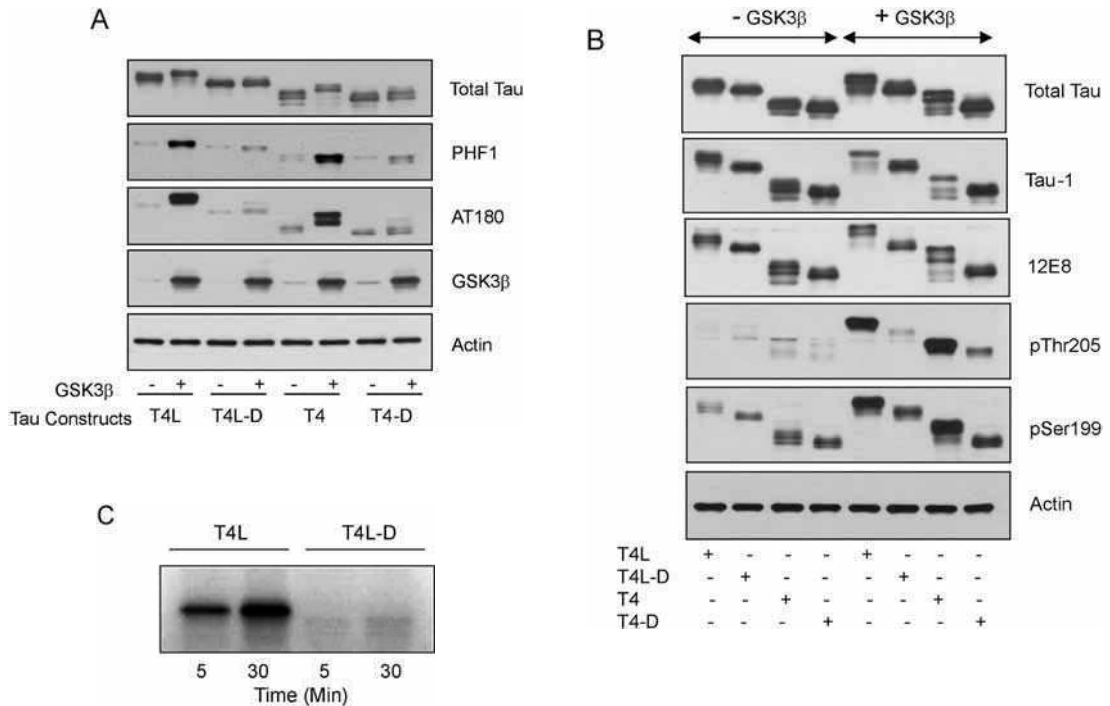 A
Total Tau
PHF1
AT180
GSK3β
Actin
GSK3β - + - + - + - +
Tau Constructs T4L T4L-D T4 T4-D
B
- GSK3β + GSK3β
Total Tau
Tau-1
12E8
pThr205
pSer199
Actin
T4L + - - - + - - -
T4L-D - + - - - + - -
T4 - - + - - - + -
T4-D - - - + - - - +
C
T4L T4L-D
5 30 5 30
Time (Min)